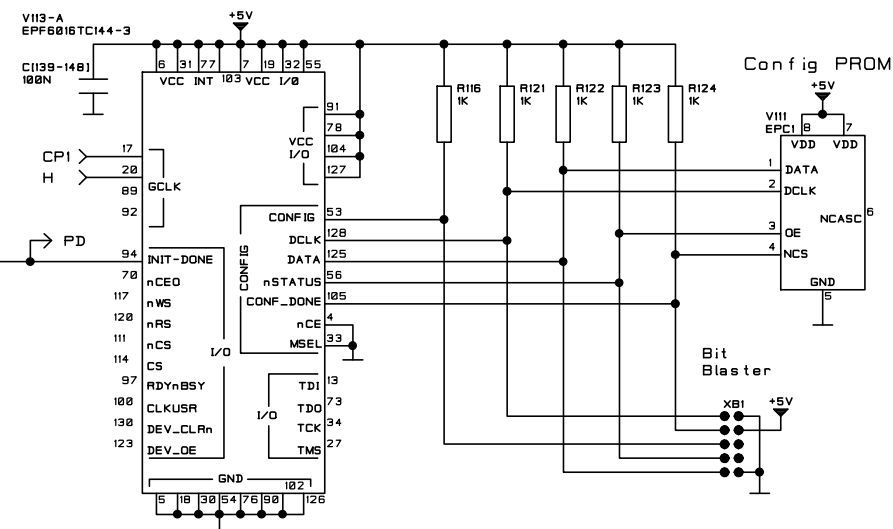 V113-A
EPF6016TC144-3
+5V
C[139-148]
100N
6 31 77 103 7 19 32 55
VCC INT VCC I/O
91
78
VCC
I/O
104
127
CP1 17
H 20
GCLK
89
92
PD
CONFIG 53
DCLK 128
94 INIT-DONE
DATA 125
70 nCEO
nSTATUS 56
CONFIG
117 nWS
CONF_DONE 105
120 nRS
nCE 4
111 nCS
MSEL 33
I/O
114 CS
97 RDYnBSY
TDI 13
100 CLKUSR
TDO 73
I/O
130 DEV_CLRn
TCK 34
123 DEV_OE
TMS 27
GND
102
5 18 30 54 76 90 126
R116
1K
R121
1K
R122
1K
R123
1K
R124
1K
Config PROM
+5V
V111
EPC1
8 7
VDD VDD
1 DATA
2 DCLK
NCASC 6
3 OE
4 NCS
GND
5
Bit
Blaster
XB1
+5V